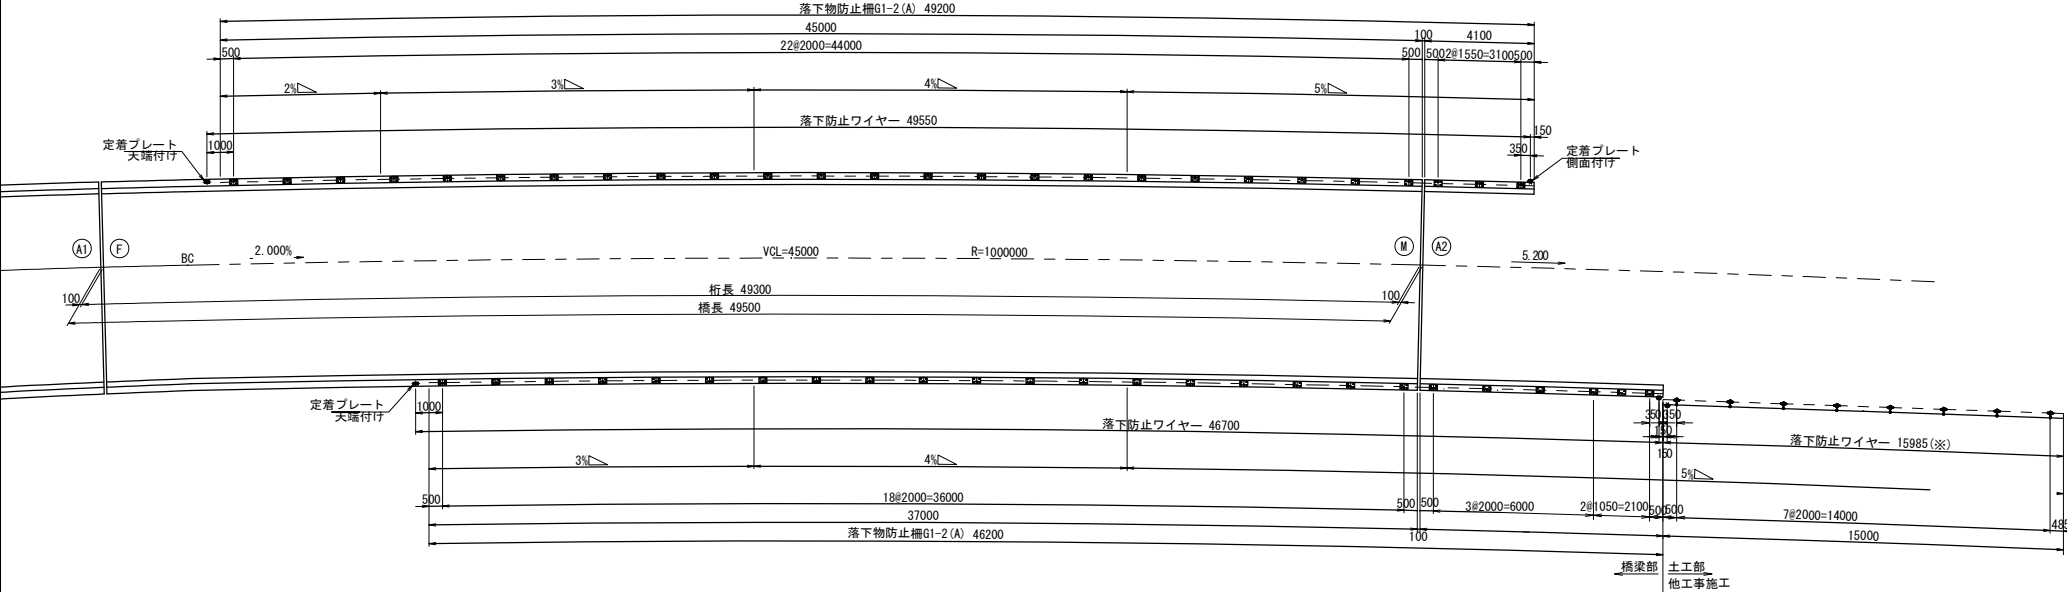 落下物防止柵G1-2(A) 49200
45000
100
4100
22@2000=44000
500
500
500
2@1550=3100
500
2%
3%
4%
5%
落下防止ワイヤー 49550
150
定着プレート
天端付け
1000
350
定着プレート
側面付け
A1
F
BC
2.000%
VCL=45000
R=1000000
M
A2
5.200
100
桁長 49300
100
橋長 49500
定着プレート
天端付け
1000
落下防止ワイヤー 46700
350
350
150
150
落下防止ワイヤー 15985(※)
3%
4%
5%
500
18@2000=36000
500
500
3@2000=6000
2@1050=2100
500
500
7@2000=14000
485
37000
100
15000
落下物防止柵G1-2(A) 46200
橋梁部
土工部
他工事施工